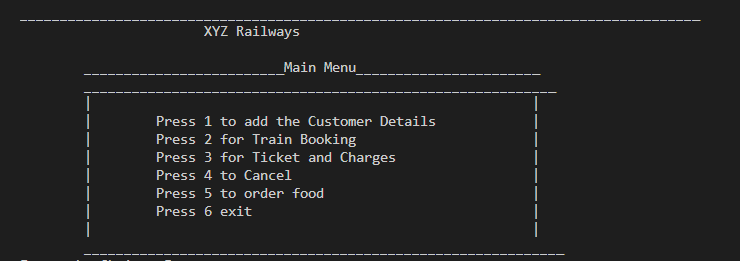 XYZ Railways
Main Menu
Press 1 to add the Customer Details
Press 2 for Train Booking
Press 3 for Ticket and Charges
Press 4 to Cancel
Press 5 to order food
Press 6 exit